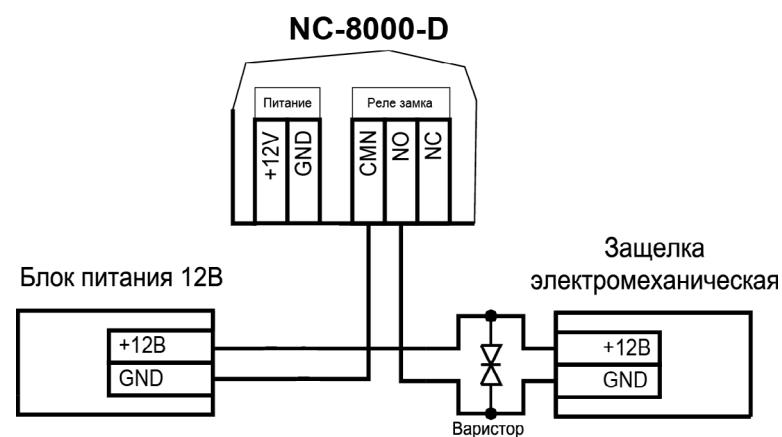 NC-8000-D
Питание
Реле замка
+12V
GND
CMN
NO
NC
Блок питания 12В
Защелка
электромеханическая
+12В
GND
+12В
GND
Варистор